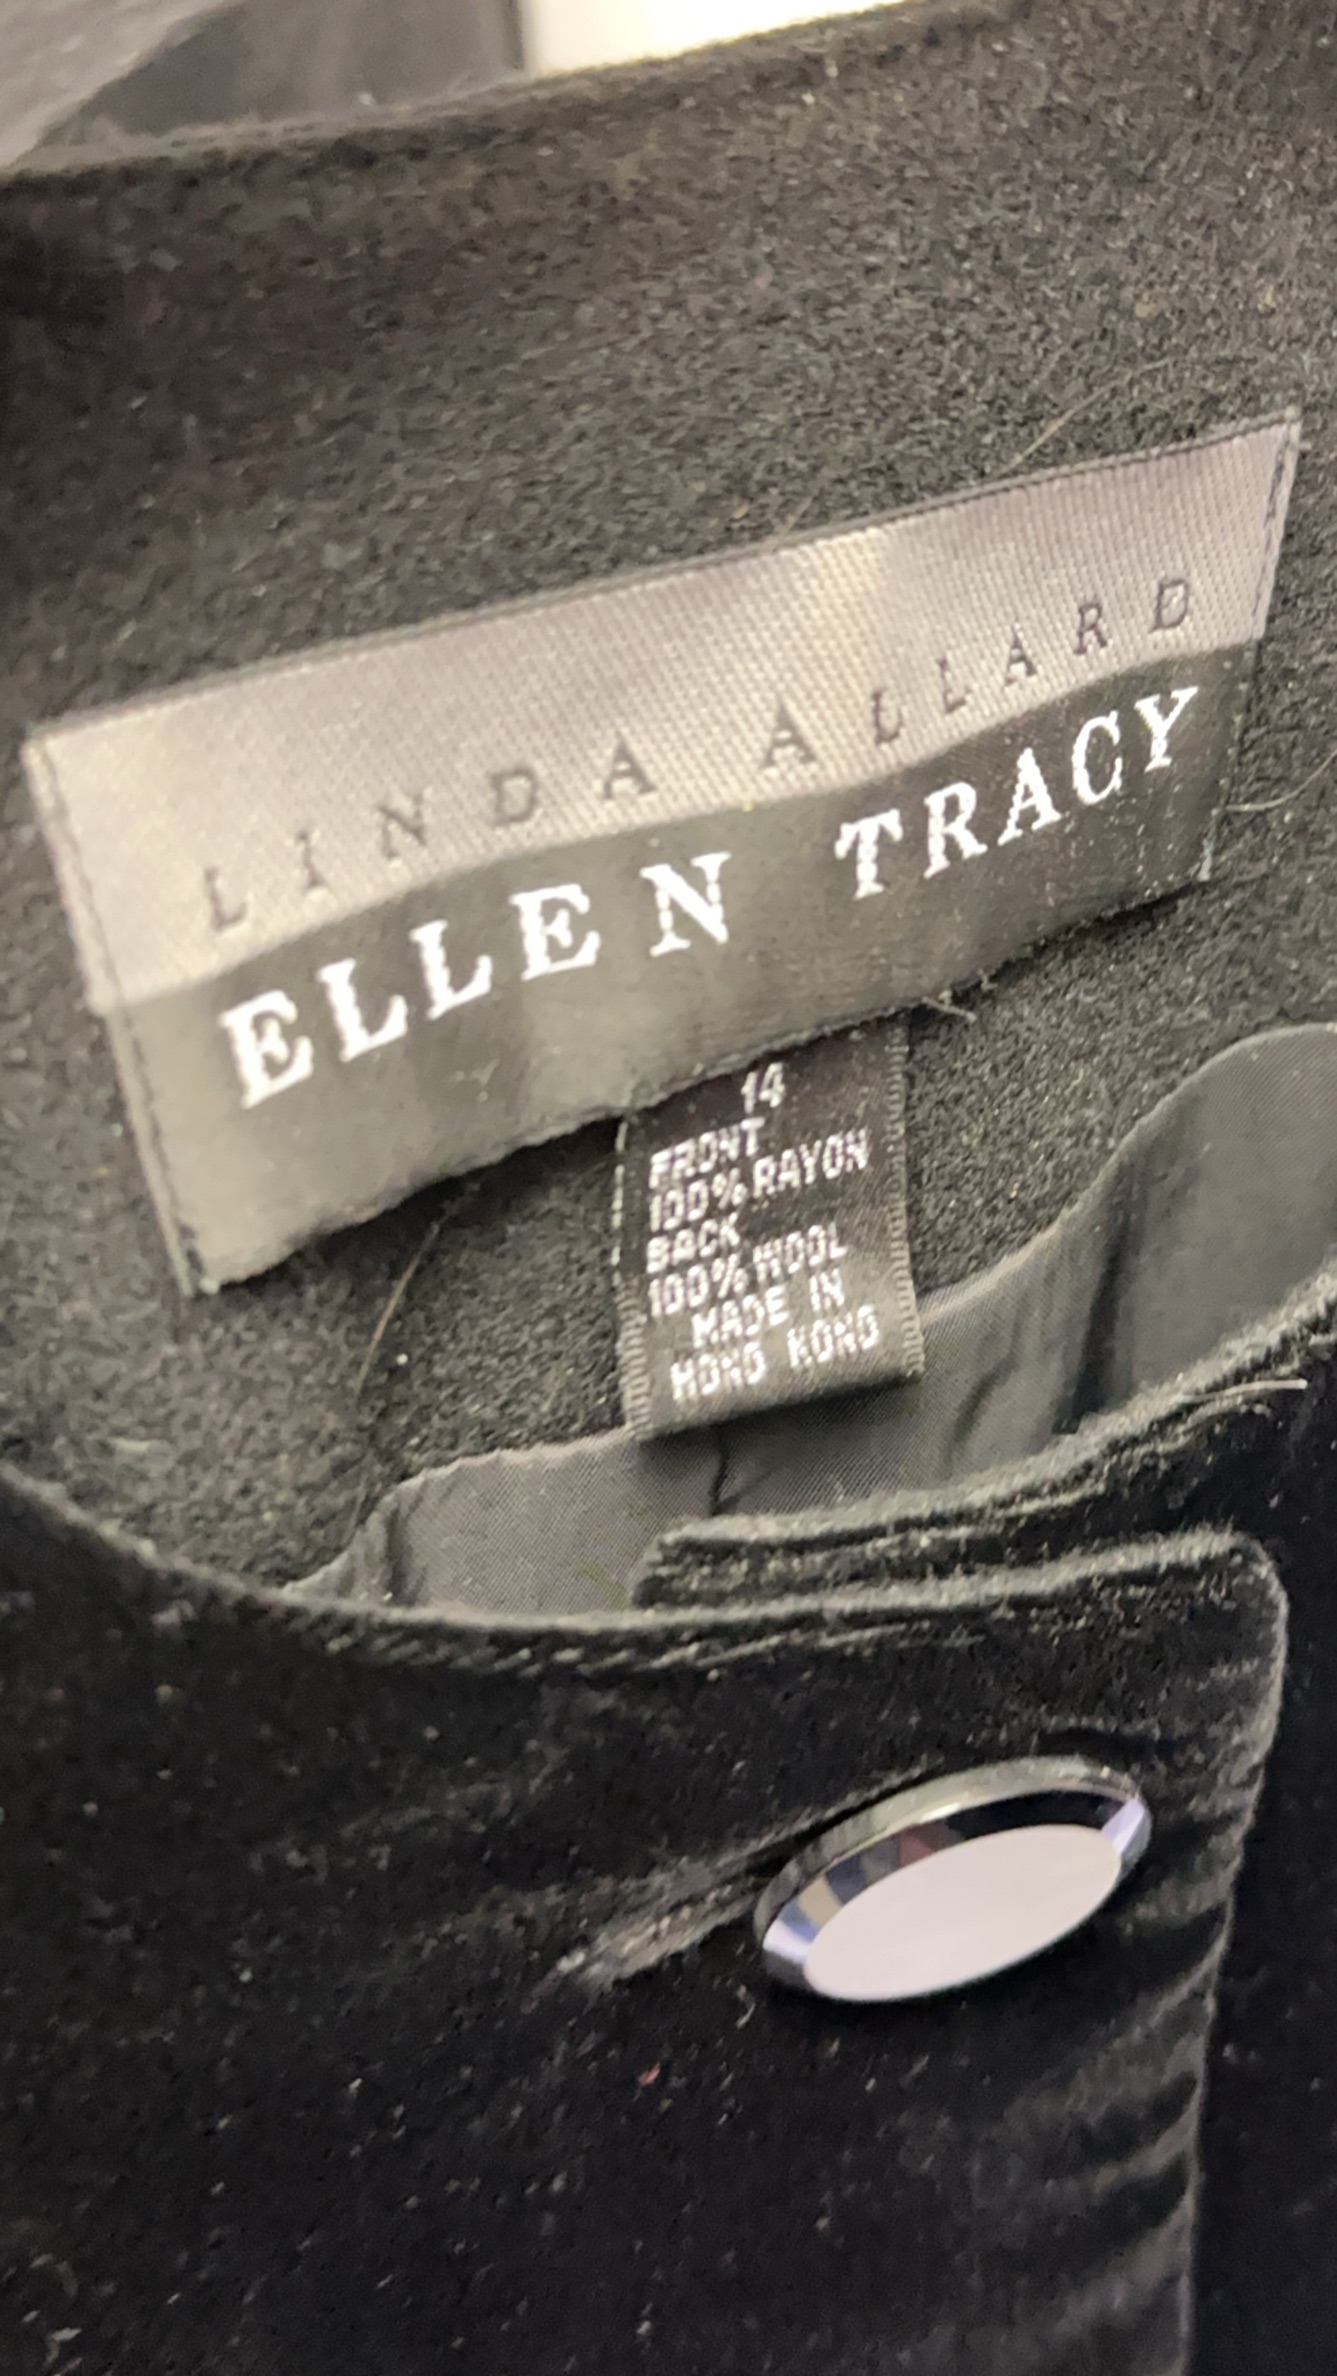 LINDA ALLARD
ELLEN TRACY
14
FRONT
100% RAYON
BACK
100% WOOL
MADE IN
HONG KONG